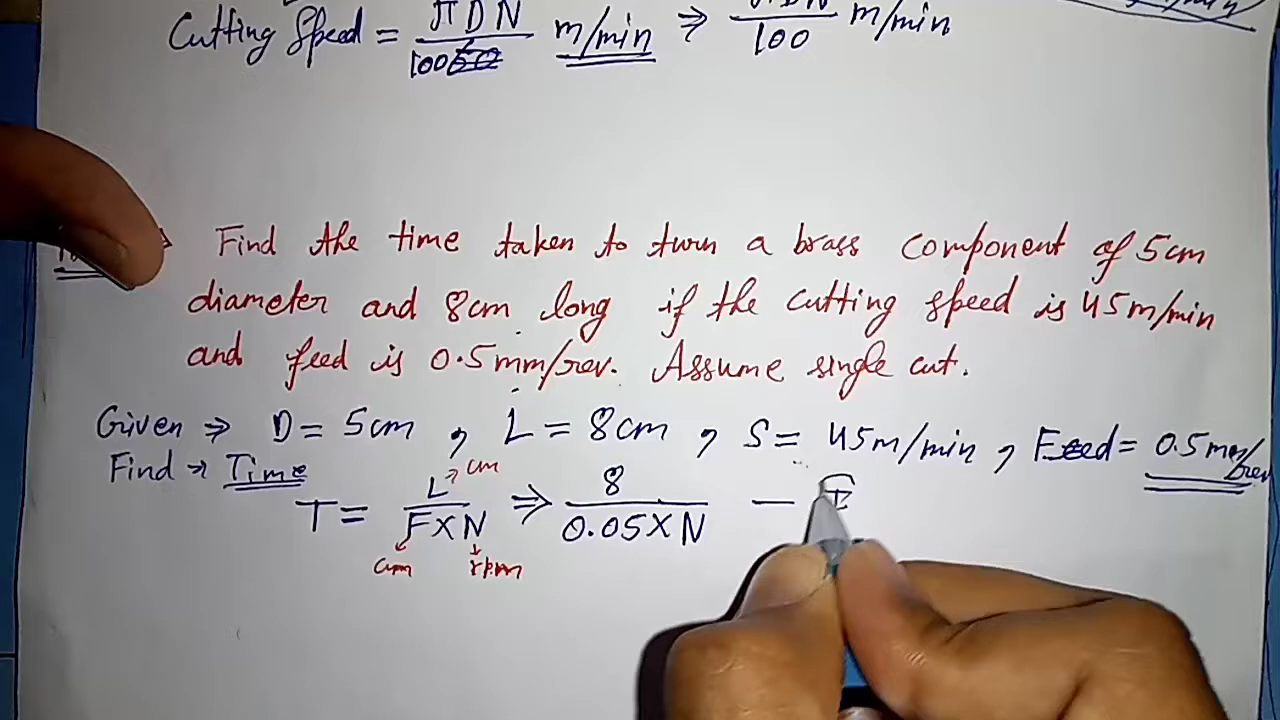 Cutting Speed = πDN / 100 m/min ⇒ πDN / 100 m/min
Find the time taken to turn a brass component of 5cm
diameter and 8cm long if the cutting speed is 45m/min
and feed is 0.5mm/rev. Assume single cut.
Given ⇒ D = 5cm , L = 8cm , S = 45m/min , Feed = 0.5mm/rev
Find → Time
T = L / F×N ⇒ 8 / 0.05×N — I
cm
rpm